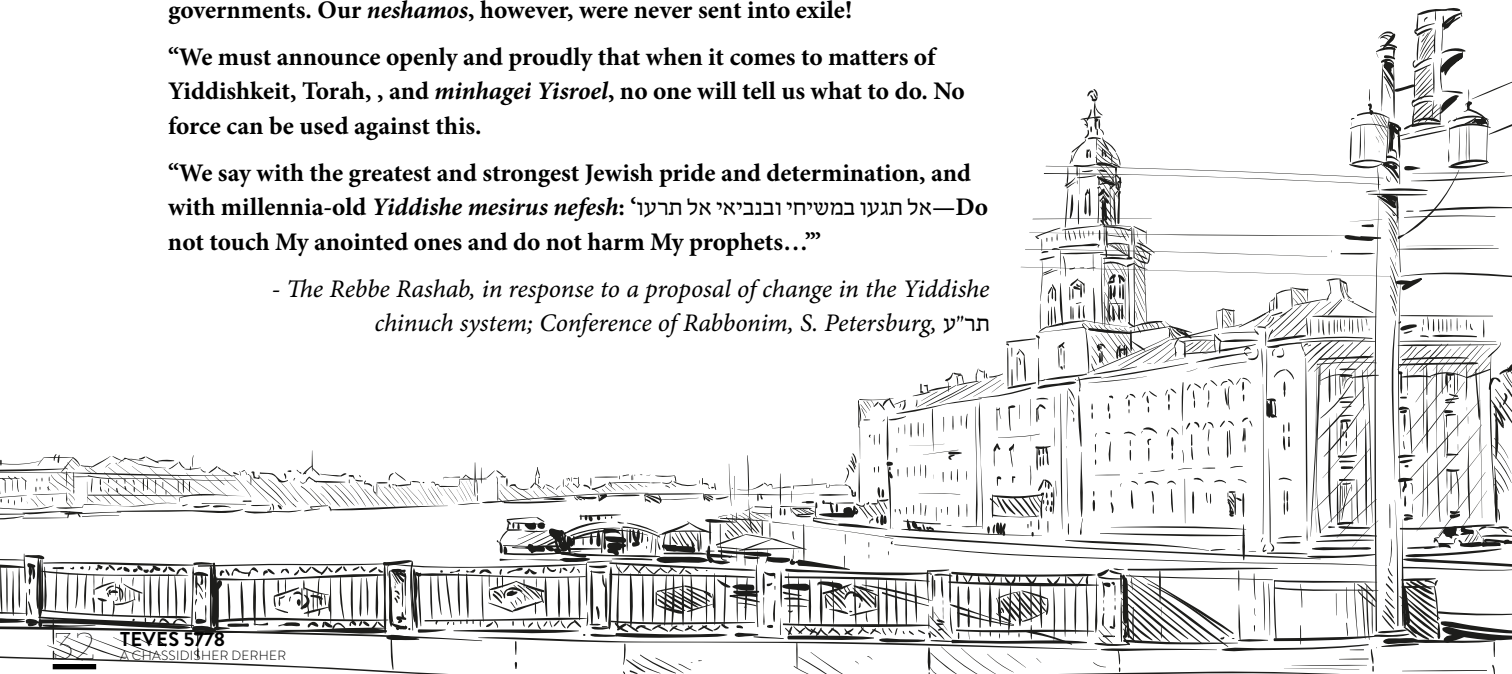 governments. Our neshamos, however, were never sent into exile!
“We must announce openly and proudly that when it comes to matters of
Yiddishkeit, Torah, , and minhagei Yisroel, no one will tell us what to do. No
force can be used against this.
“We say with the greatest and strongest Jewish pride and determination, and
with millennia-old Yiddishe mesirus nefesh: ‘אל תגעו במשיחי ובנביאי אל תרעו—Do
not touch My anointed ones and do not harm My prophets…’”
- The Rebbe Rashab, in response to a proposal of change in the Yiddishe
chinuch system; Conference of Rabbonim, S. Petersburg, תר”ע
32
TEVES 5778
A CHASSIDISHER DERHER